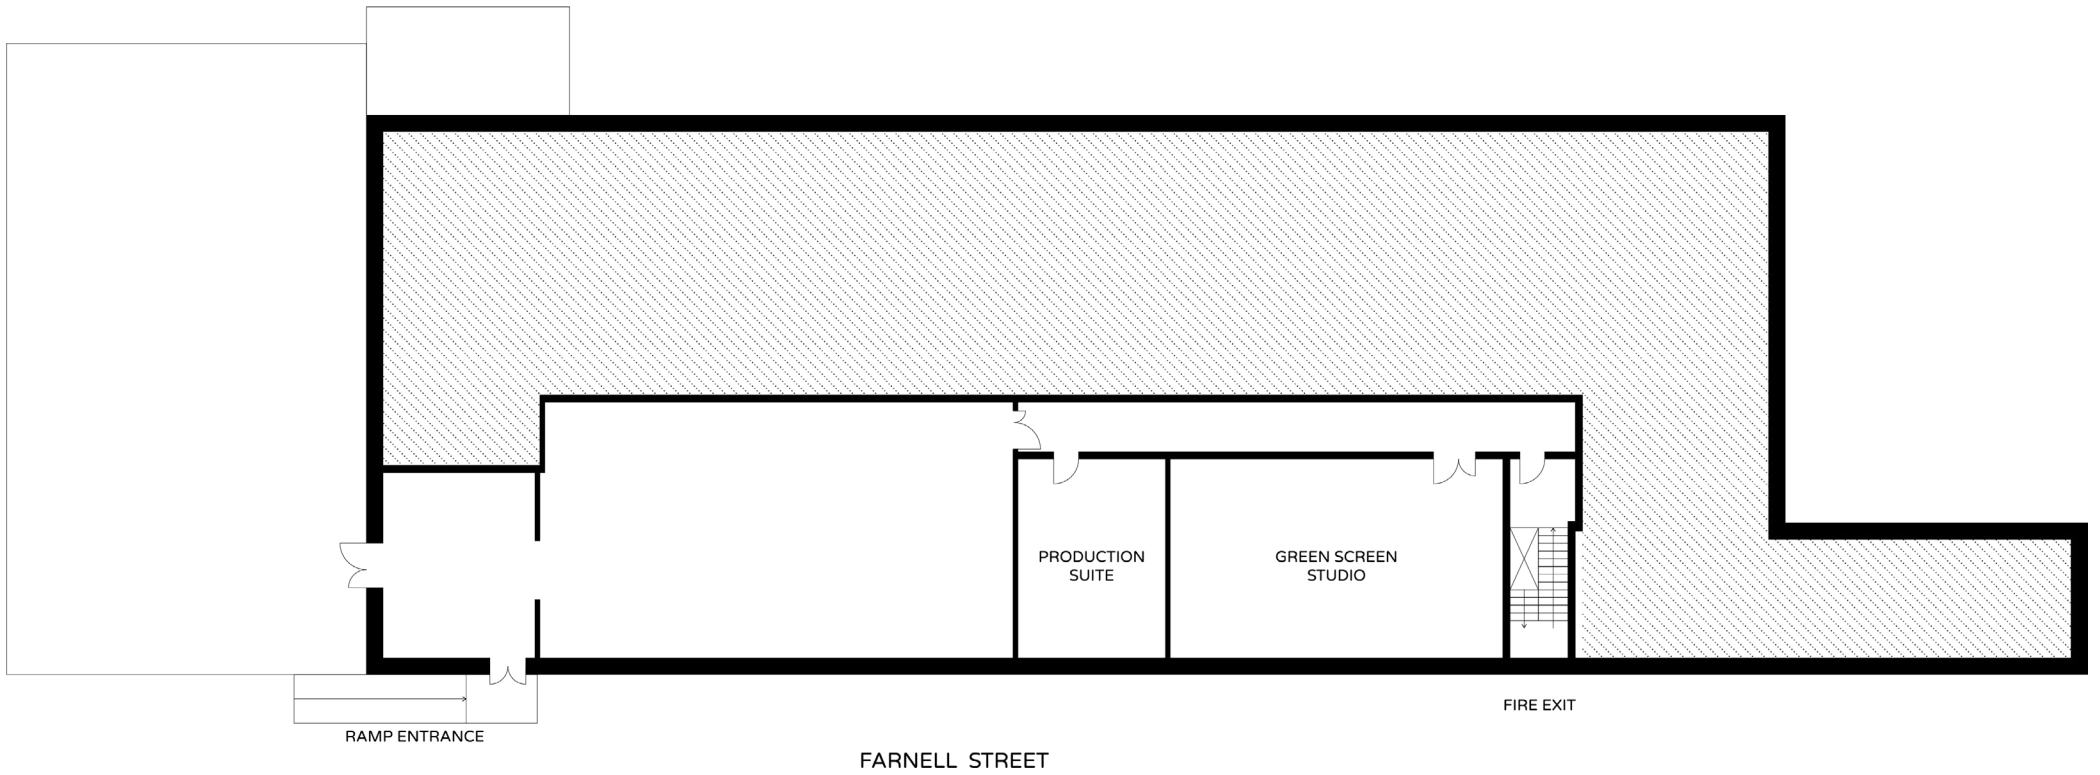 PRODUCTION
SUITE
GREEN SCREEN
STUDIO
FIRE EXIT
RAMP ENTRANCE
FARNELL STREET